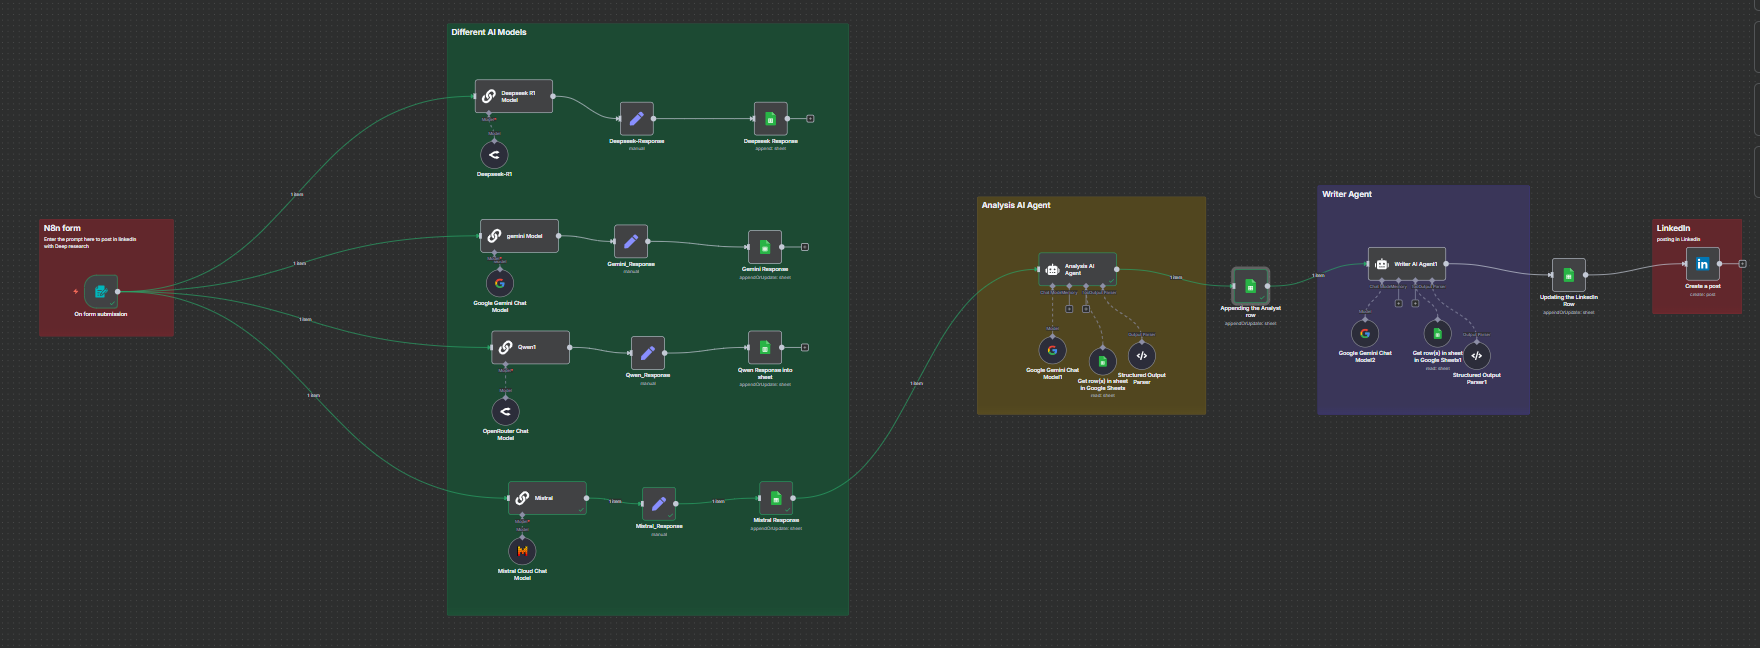 Different AI Models
Deepseek R1
Model
Model*
Model
Deepseek-R1
Deepseek-Response
manual
Deepseek Response
append: sheet
1 item
N8n form
Enter the prompt here to post in linkedin
with Deep research
On form submission
1 item
gemini Model
Model*
Model
Google Gemini Chat
Model
Gemini_Response
manual
Gemini Response
appendOrUpdate: sheet
1 item
Qwen1
Model*
Model
OpenRouter Chat
Model
Qwen_Response
manual
Qwen Response into
sheet
appendOrUpdate: sheet
1 item
Mistral
Model*
Model
Mistral Cloud Chat
Model
1 item
Mistral_Response
manual
1 item
Mistral Response
appendOrUpdate: sheet
1 item
Analysis AI Agent
Analysis AI
Agent
Chat Model
Memory
Output Parser
Model
Google Gemini Chat
Model1
Get row(s) in sheet
in Google Sheets
read: sheet
Output Parser
Structured Output
Parser
1 item
Appending the Analyst
row
appendOrUpdate: sheet
1 item
Writer Agent
Writer AI Agent1
Chat Model
Memory
Output Parser
Model
Google Gemini Chat
Model2
Get row(s) in sheet
in Google Sheets1
read: sheet
Output Parser
Structured Output
Parser1
Updating the LinkedIn
Row
appendOrUpdate: sheet
LinkedIn
posting in LinkedIn
in
Create a post
create: post